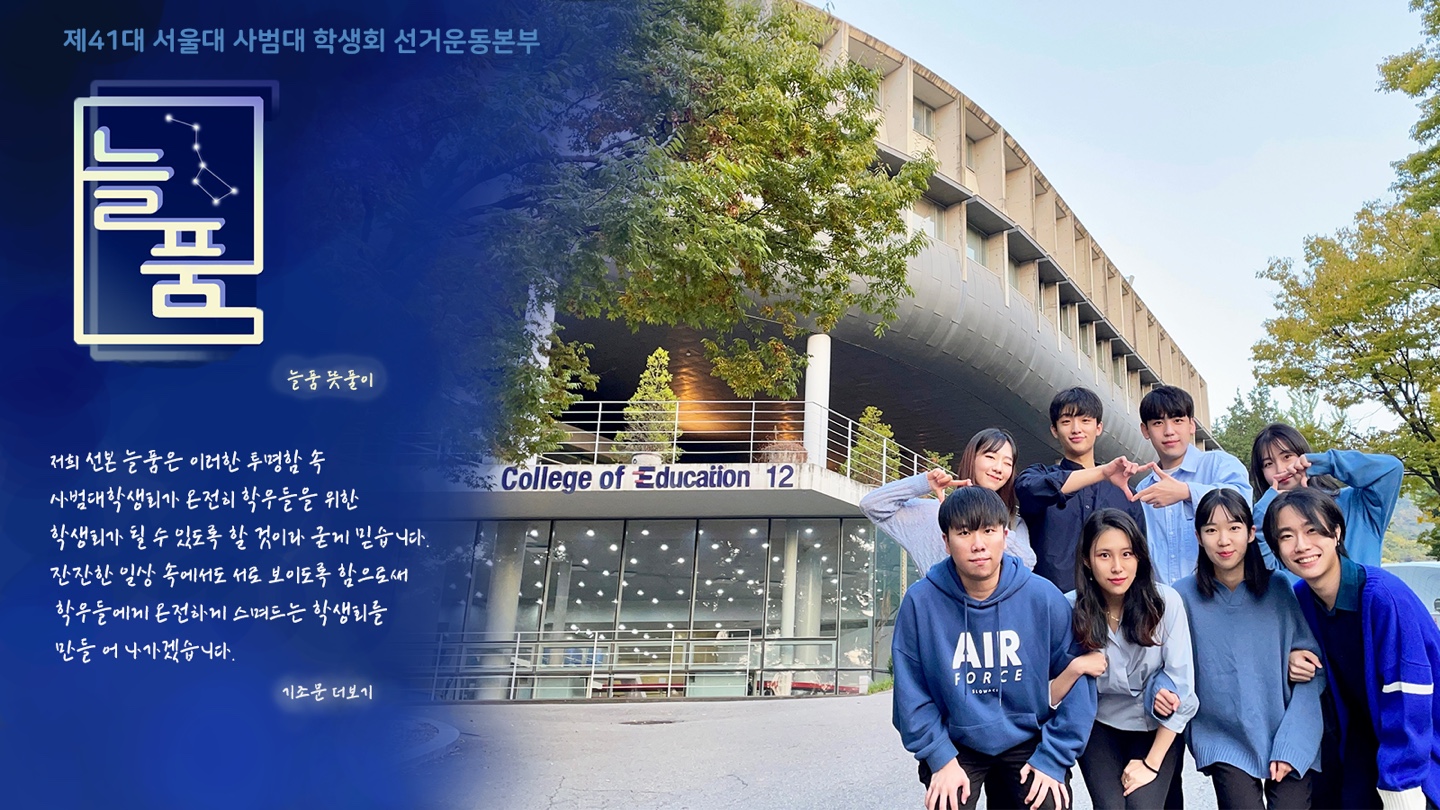 제41대 서울대 사범대 학생회 선거운동본부
늘품
늘품 뜻풀이
저희 선본 늘품은 이러한 투명함 속
사범대학생회가 온전히 학우들을 위한
학생회가 될 수 있도록 할 것이라 굳게 믿습니다.
잔잔한 일상 속에서도 서로 보이도록 함으로써
학우들에게 온전하게 스며드는 학생회를
만들어 나가겠습니다.
기조문 더보기
College of Education 12
AIR
FORCE